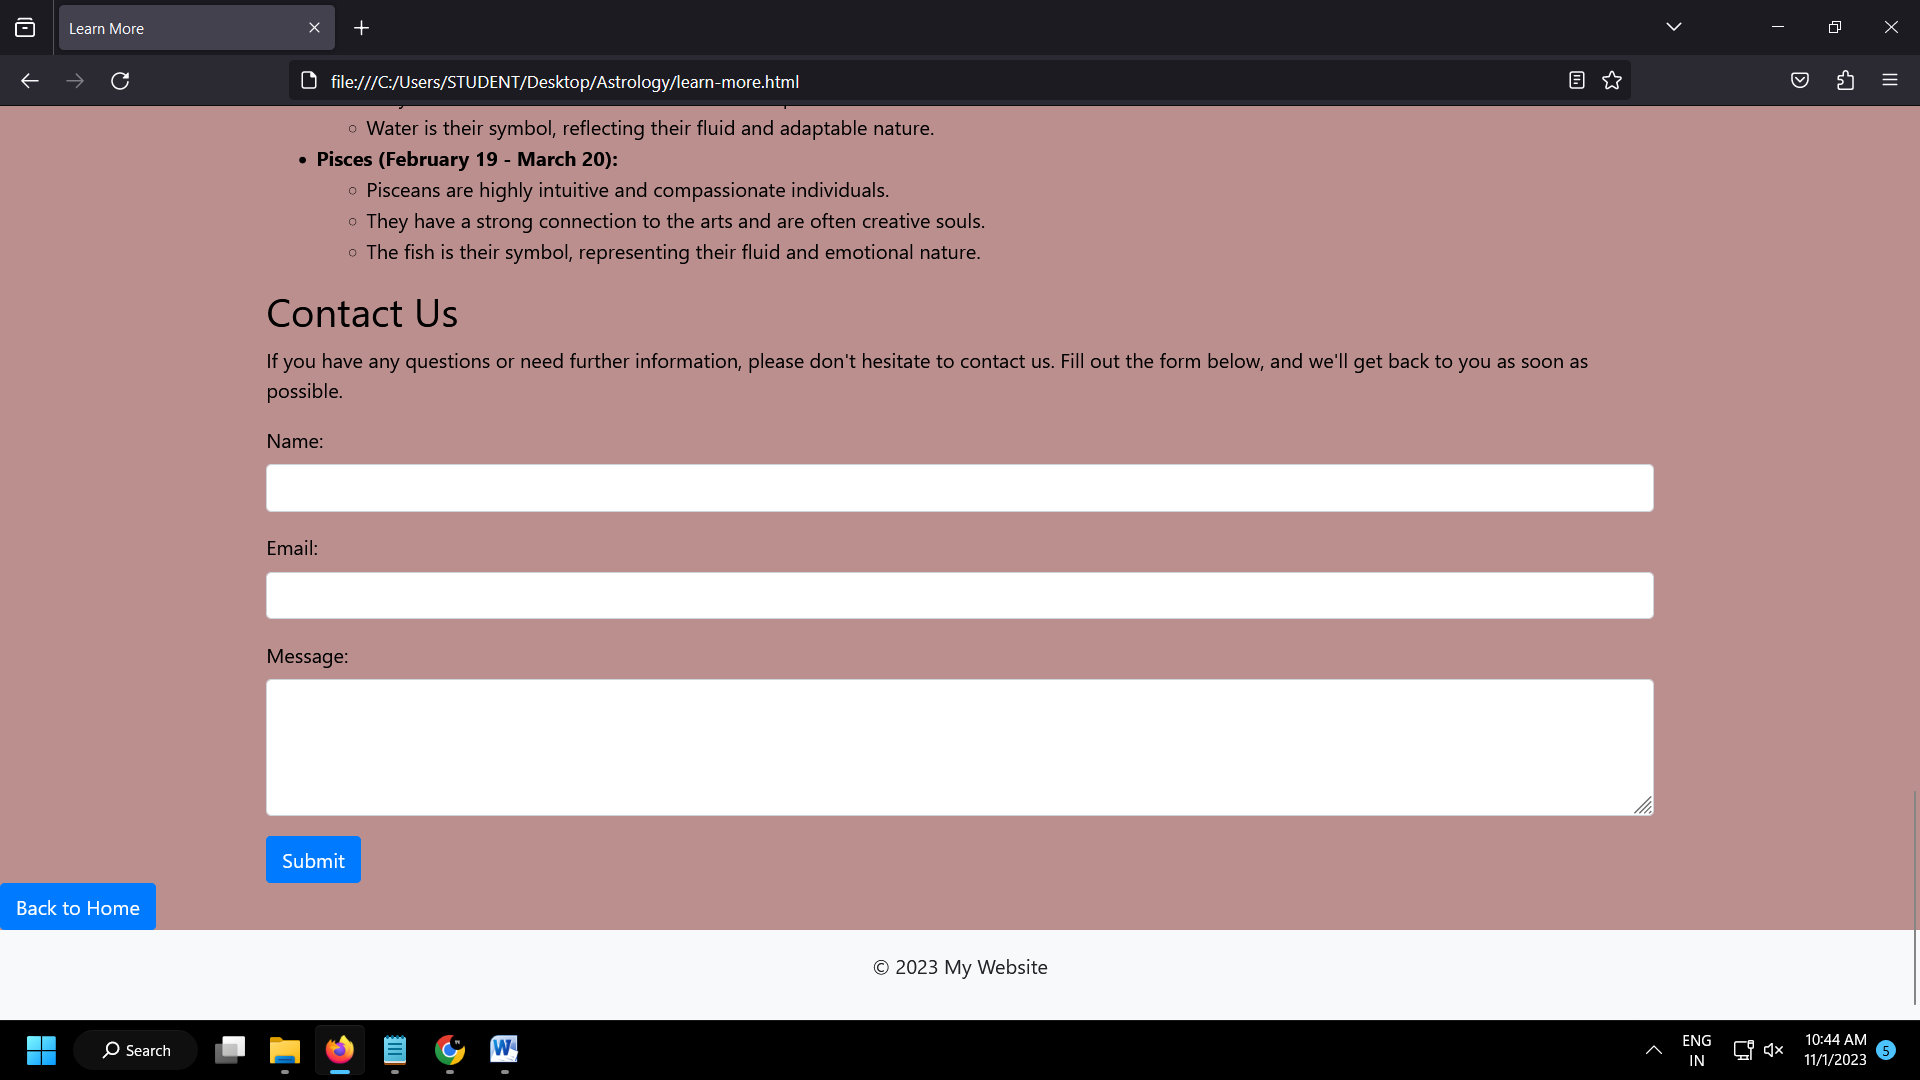 Learn More
file:///C:/Users/STUDENT/Desktop/Astrology/learn-more.html
Water is their symbol, reflecting their fluid and adaptable nature.
Pisces (February 19 - March 20):
Pisceans are highly intuitive and compassionate individuals.
They have a strong connection to the arts and are often creative souls.
The fish is their symbol, representing their fluid and emotional nature.
Contact Us
If you have any questions or need further information, please don't hesitate to contact us. Fill out the form below, and we'll get back to you as soon as
possible.
Name:
Email:
Message:
Submit
Back to Home
© 2023 My Website
Search
ENG
IN
10:44 AM
11/1/2023
5